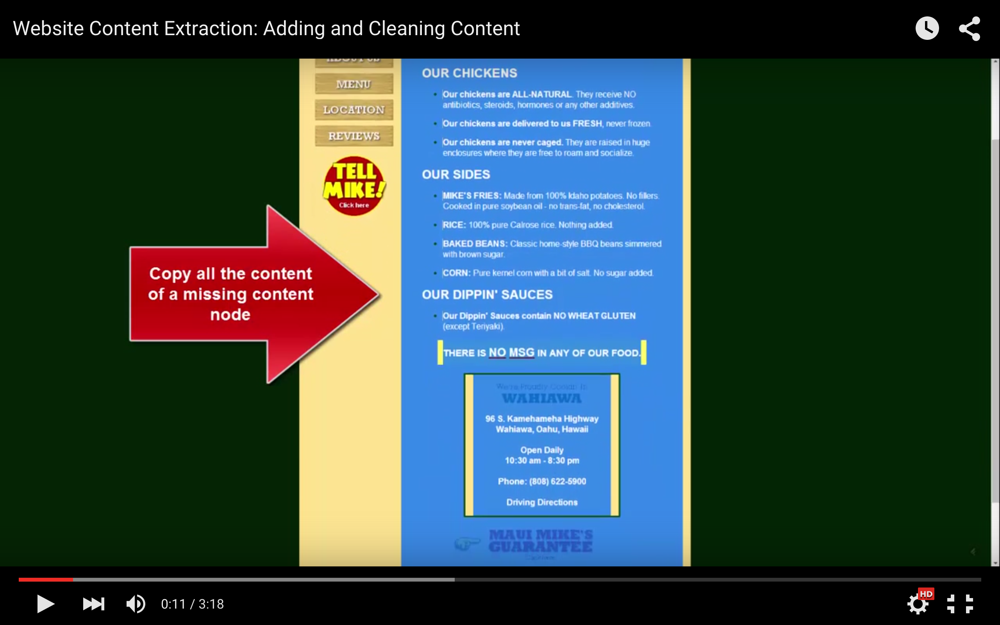 Website Content Extraction: Adding and Cleaning Content
ABOUT US
MENU
LOCATION
REVIEWS
TELL
MIKE!
Click here
Copy all the content
of a missing content
node
OUR CHICKENS
• Our chickens are ALL-NATURAL. They receive NO
antibiotics, steroids, hormones or any other additives.
• Our chickens are delivered to us FRESH, never frozen.
• Our chickens are never caged. They are raised in huge
enclosures where they are free to roam and socialize.
OUR SIDES
• MIKE'S FRIES: Made from 100% Idaho potatoes. No fillers.
Cooked in pure soybean oil - no trans-fat, no cholesterol.
• RICE: 100% pure Calrose rice. Nothing added.
• BAKED BEANS: Classic home-style BBQ beans simmered
with brown sugar.
• CORN: Pure kernel corn with a bit of salt. No sugar added.
OUR DIPPIN' SAUCES
• Our Dippin' Sauces contain NO WHEAT GLUTEN
(except Teriyaki).
THERE IS NO MSG IN ANY OF OUR FOOD.
We're Proudly Cookin' In
WAHIAWA
96 S. Kamehameha Highway
Wahiawa, Oahu, Hawaii
Open Daily
10:30 am - 8:30 pm
Phone: (808) 622-5900
Driving Directions
MAUI MIKE'S
GUARANTEE
0:11 / 3:18
HD